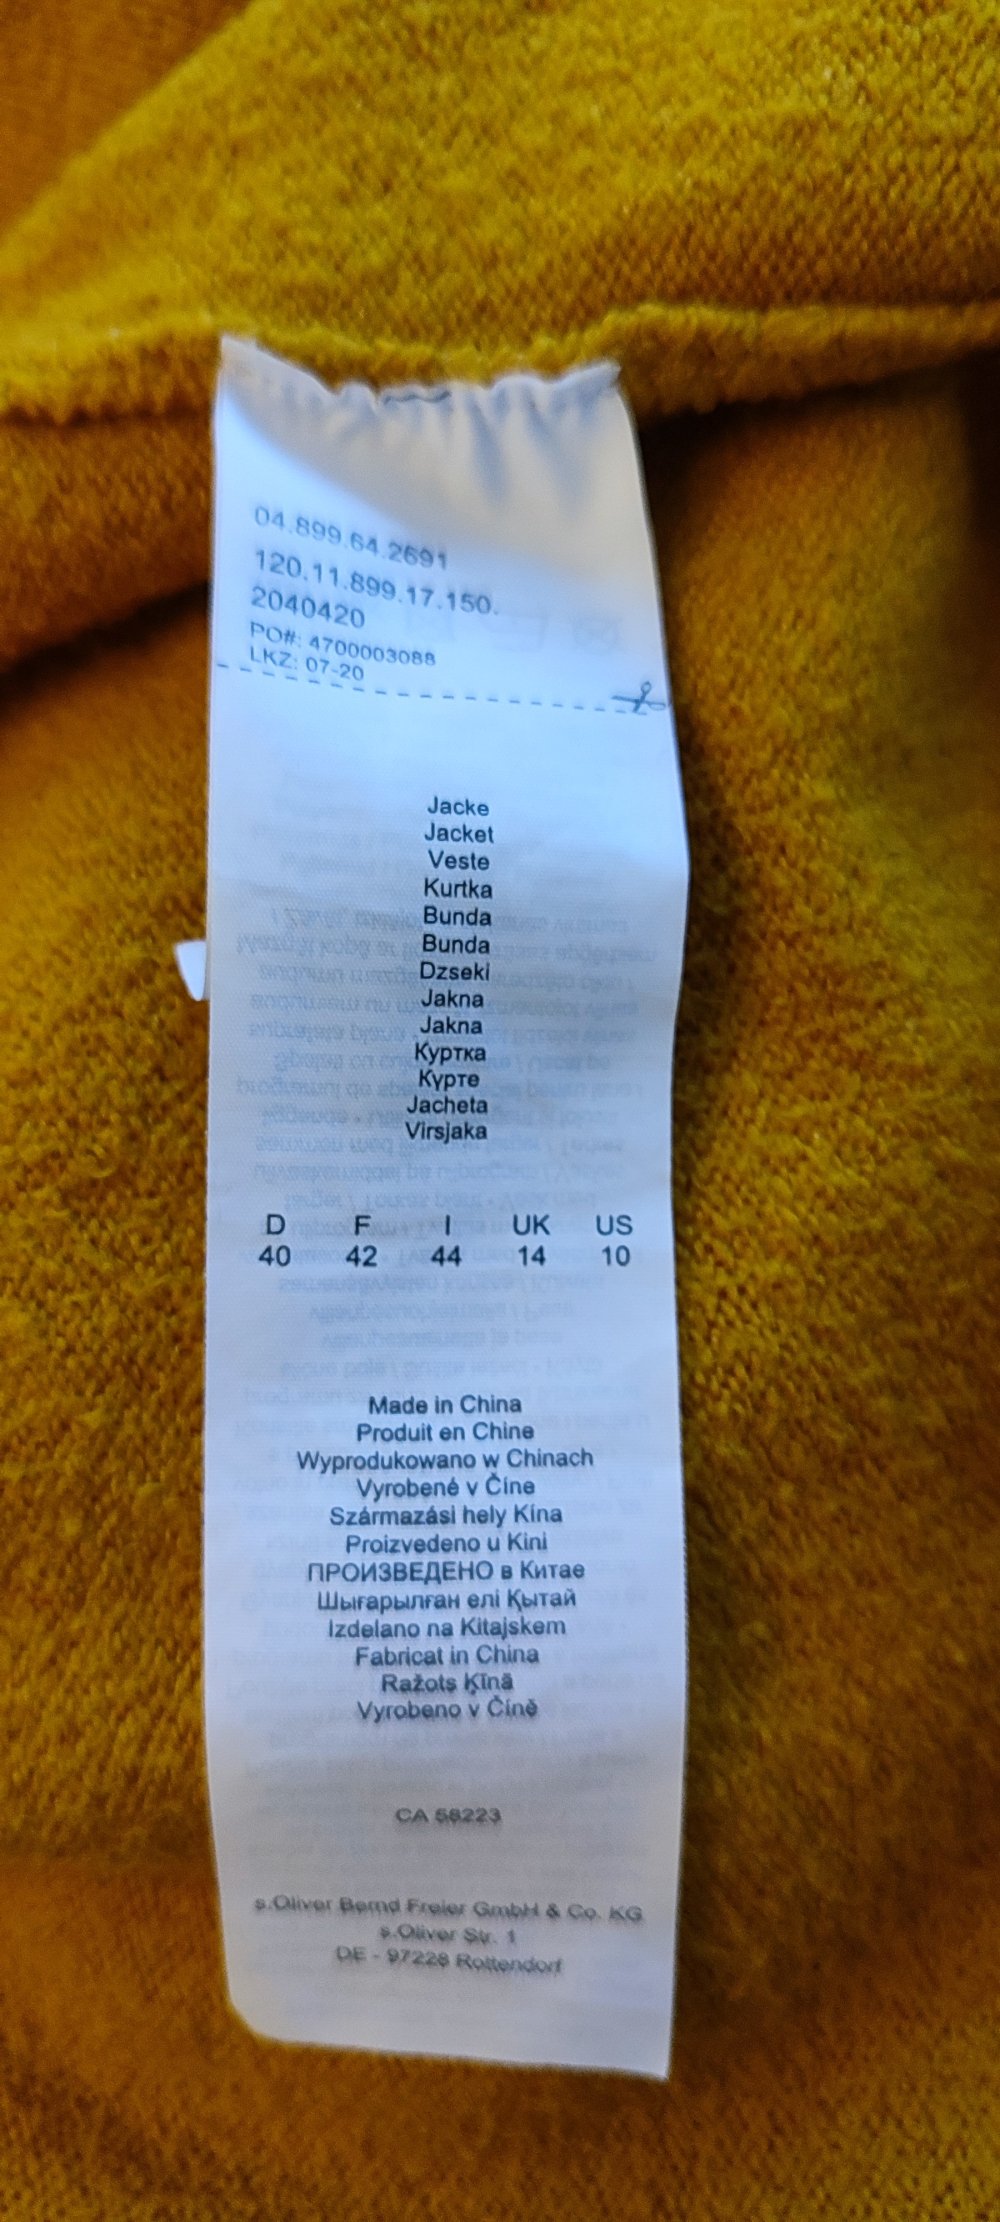 04.899.64.2691
120.11.899.17.150.
2040420
PO#: 4700003088
LKZ: 07-20
Jacke
Jacket
Veste
Kurtka
Bunda
Bunda
Dzseki
Jakna
Jakna
Куртка
Курте
Jacheta
Virsjaka
D F I UK US
40 42 44 14 10
Made in China
Produit en Chine
Wyprodukowano w Chinach
Vyrobené v Číne
Származási hely Kína
Proizvedeno u Kini
ПРОИЗВЕДЕНО в Китае
Шығарылған елі Қытай
Izdelano na Kitajskem
Fabricat in China
Ražots Ķīnā
Vyrobeno v Číně
CA 58223
s.Oliver Bernd Freier GmbH & Co. KG
s.Oliver Str. 1
DE - 97228 Rottendorf